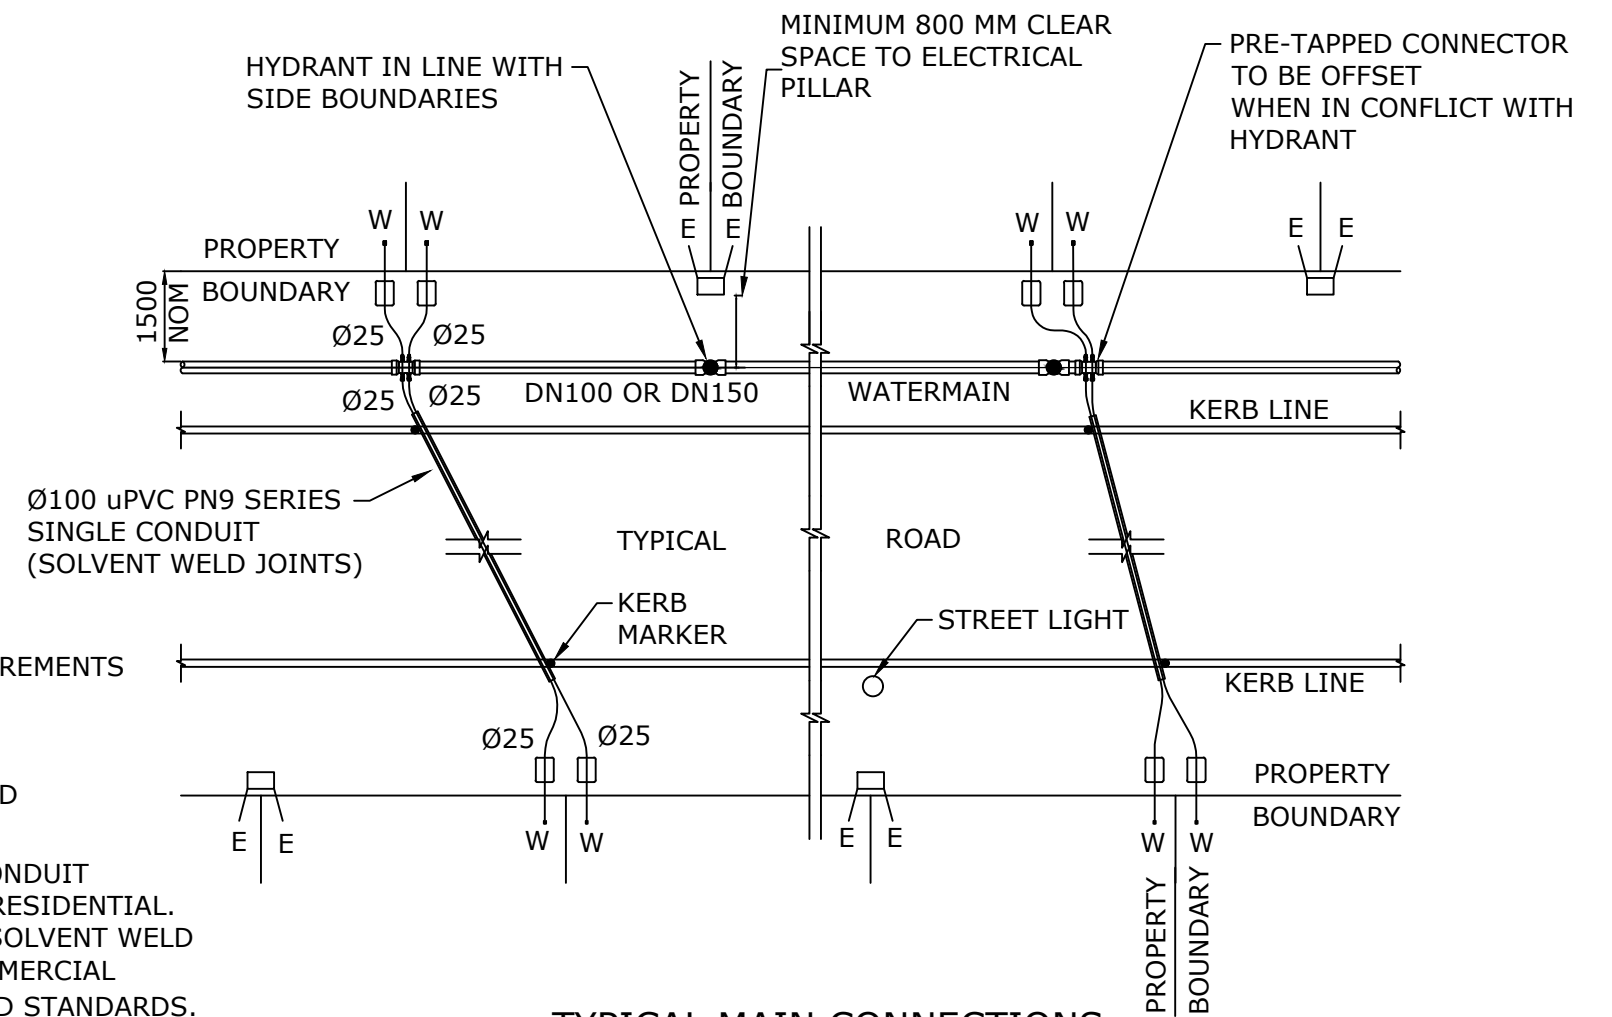 MINIMUM 800 MM CLEAR
SPACE TO ELECTRICAL
PILLAR
HYDRANT IN LINE WITH
SIDE BOUNDARIES
PROPERTY
BOUNDARY
PRE-TAPPED CONNECTOR
TO BE OFFSET
WHEN IN CONFLICT WITH
HYDRANT
W W
E E
W W
E E
PROPERTY
BOUNDARY
1500
NOM
Ø25 Ø25
Ø25 Ø25
DN100 OR DN150
WATERMAIN
KERB LINE
Ø100 uPVC PN9 SERIES
SINGLE CONDUIT
(SOLVENT WELD JOINTS)
TYPICAL
ROAD
KERB
MARKER
STREET LIGHT
REMENTS
KERB LINE
Ø25 Ø25
PROPERTY
BOUNDARY
D
E E
W W
E E
W W
ONDUIT
RESIDENTIAL.
SOLVENT WELD
MERCIAL
D STANDARDS.
PROPERTY
BOUNDARY
TYPICAL MAIN CONNECTIONS